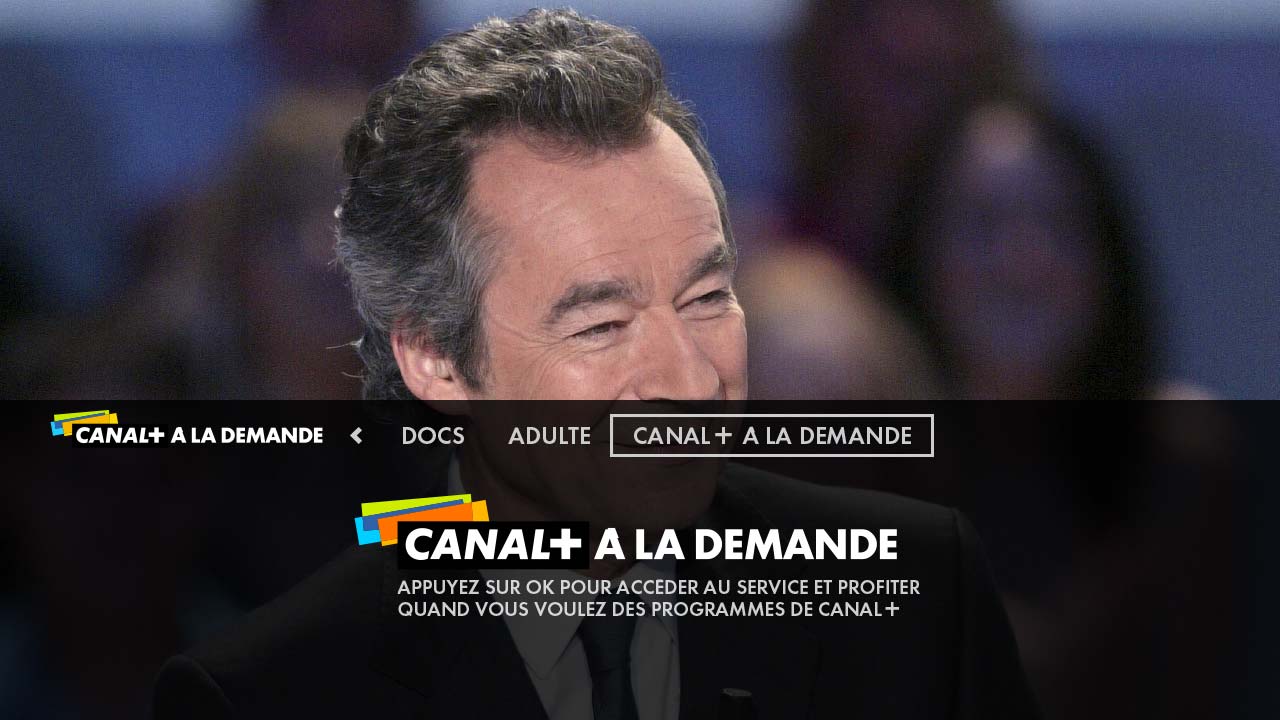 CANAL+ A LA DEMANDE
DOCS
ADULTE
CANAL+ A LA DEMANDE
CANAL+ A LA DEMANDE
APPUYEZ SUR OK POUR ACCEDER AU SERVICE ET PROFITER
QUAND VOUS VOULEZ DES PROGRAMMES DE CANAL+